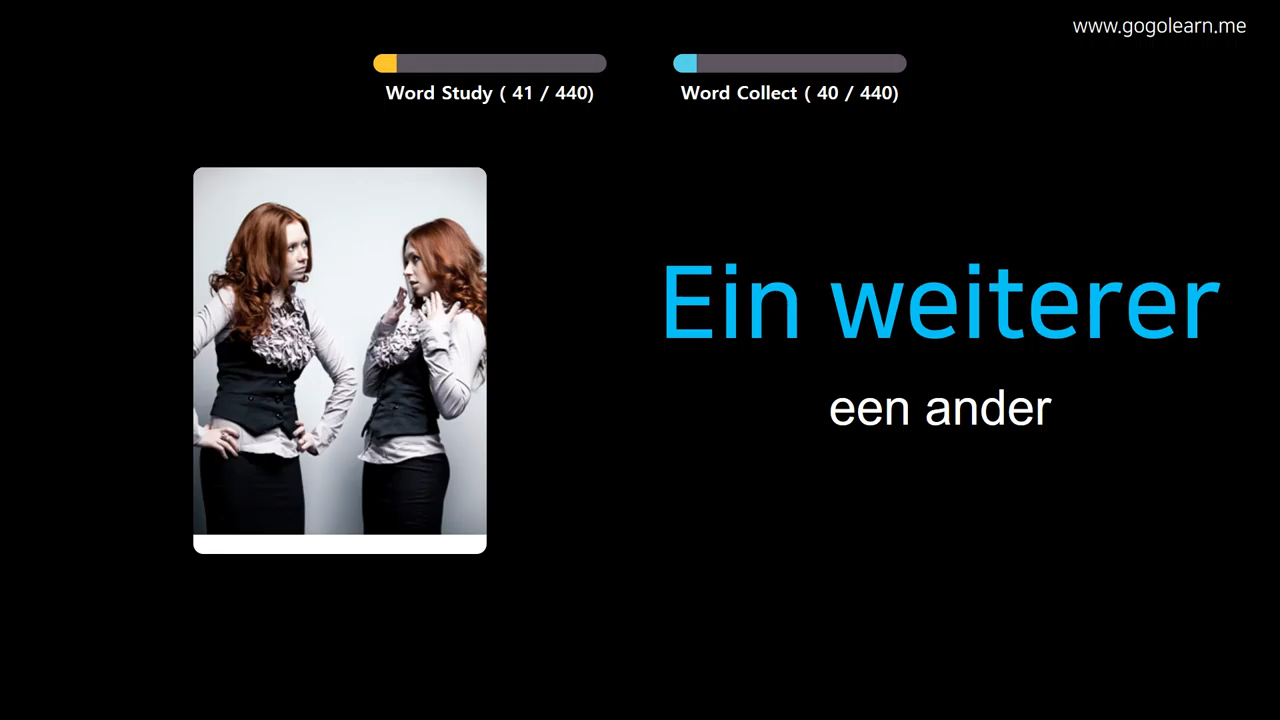 www.gogolearn.me
Word Study ( 41 / 440)
Word Collect ( 40 / 440)
Ein weiterer
een ander